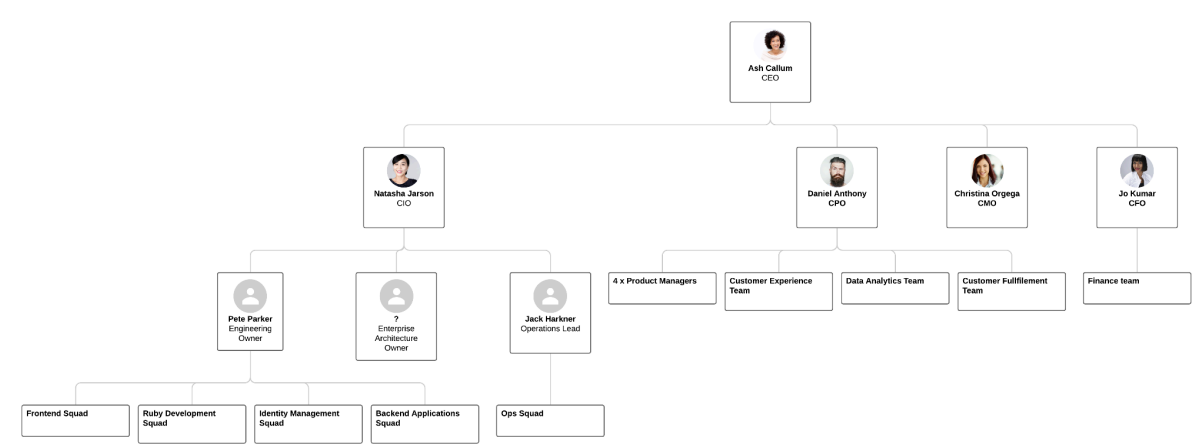 Ash Callum
CEO
Natasha Jarson
CIO
Daniel Anthony
CPO
Christina Orgega
CMO
Jo Kumar
CFO
Pete Parker
Engineering
Owner
?
Enterprise
Architecture
Owner
Jack Harkner
Operations Lead
4 x Product Managers
Customer Experience
Team
Data Analytics Team
Customer Fullfilement
Team
Finance team
Frontend Squad
Ruby Development
Squad
Identity Management
Squad
Backend Applications
Squad
Ops Squad